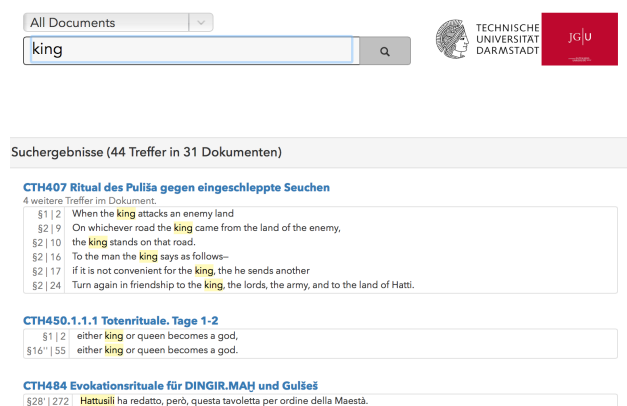 All Documents
king
TECHNISCHE
UNIVERSITÄT
DARMSTADT
JG|U
Suchergebnisse (44 Treffer in 31 Dokumenten)
CTH407 Ritual des Puliša gegen eingeschleppte Seuchen
4 weitere Treffer im Dokument.
§1 | 2 When the king attacks an enemy land
§2 | 9 On whichever road the king came from the land of the enemy,
§2 | 10 the king stands on that road.
§2 | 16 To the man the king says as follows—
§2 | 17 if it is not convenient for the king, the he sends another
§2 | 24 Turn again in friendship to the king, the lords, the army, and to the land of Hatti.
CTH450.1.1.1 Totenrituale. Tage 1-2
§1 | 2 either king or queen becomes a god,
§16'' | 55 either king or queen becomes a god.
CTH484 Evokationsrituale für DINGIR.MAḪ und Gulšeš
§28' | 272 Hattusili ha redatto, però, questa tavoletta per ordine della Maestà.